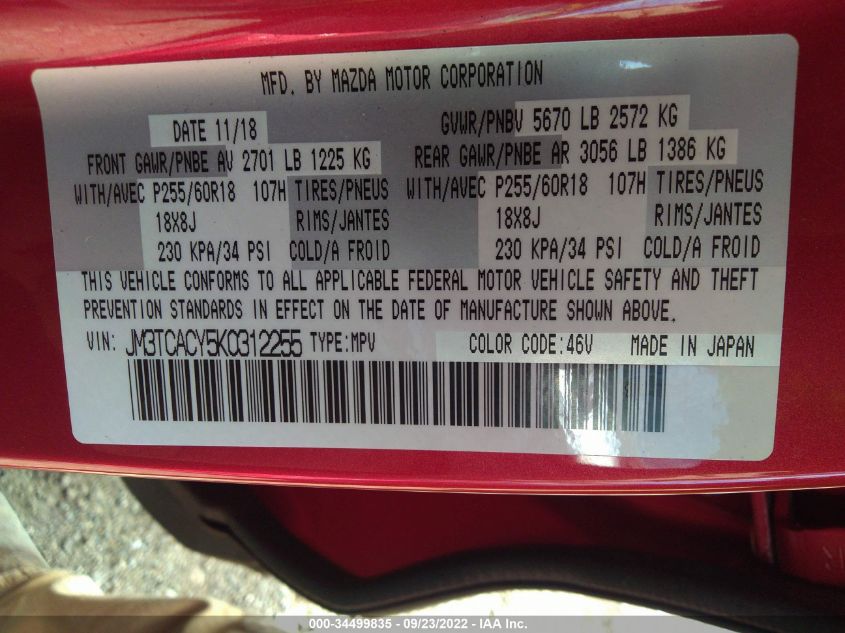 MFD. BY MAZDA MOTOR CORPORATION
DATE 11/18 GVWR/PNBV 5670 LB 2572 KG
FRONT GAWR/PNBE AV 2701 LB 1225 KG REAR GAWR/PNBE AR 3056 LB 1386 KG
WITH/AVEC P255/60R18 107H TIRES/PNEUS WITH/AVEC P255/60R18 107H TIRES/PNEUS
18X8J RIMS/JANTES 18X8J RIMS/JANTES
230 KPA/34 PSI COLD/A FROID 230 KPA/34 PSI COLD/A FROID
THIS VEHICLE CONFORMS TO ALL APPLICABLE FEDERAL MOTOR VEHICLE SAFETY AND THEFT
PREVENTION STANDARDS IN EFFECT ON THE DATE OF MANUFACTURE SHOWN ABOVE.
VIN: JM3TCACY5K0312255 TYPE:MPV COLOR CODE:46V MADE IN JAPAN
000-34499835 - 09/23/2022 - IAA Inc.